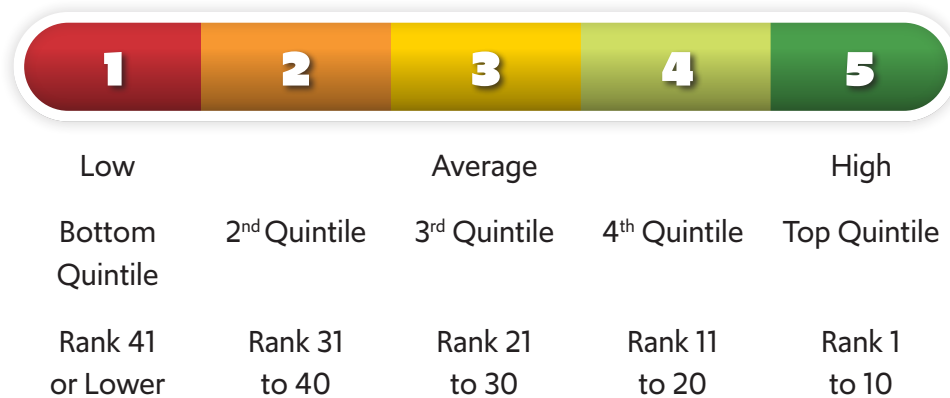 1 2 3 4 5
Low Average High
Bottom Quintile 2nd Quintile 3rd Quintile 4th Quintile Top Quintile
Rank 41 or Lower Rank 31 to 40 Rank 21 to 30 Rank 11 to 20 Rank 1 to 10